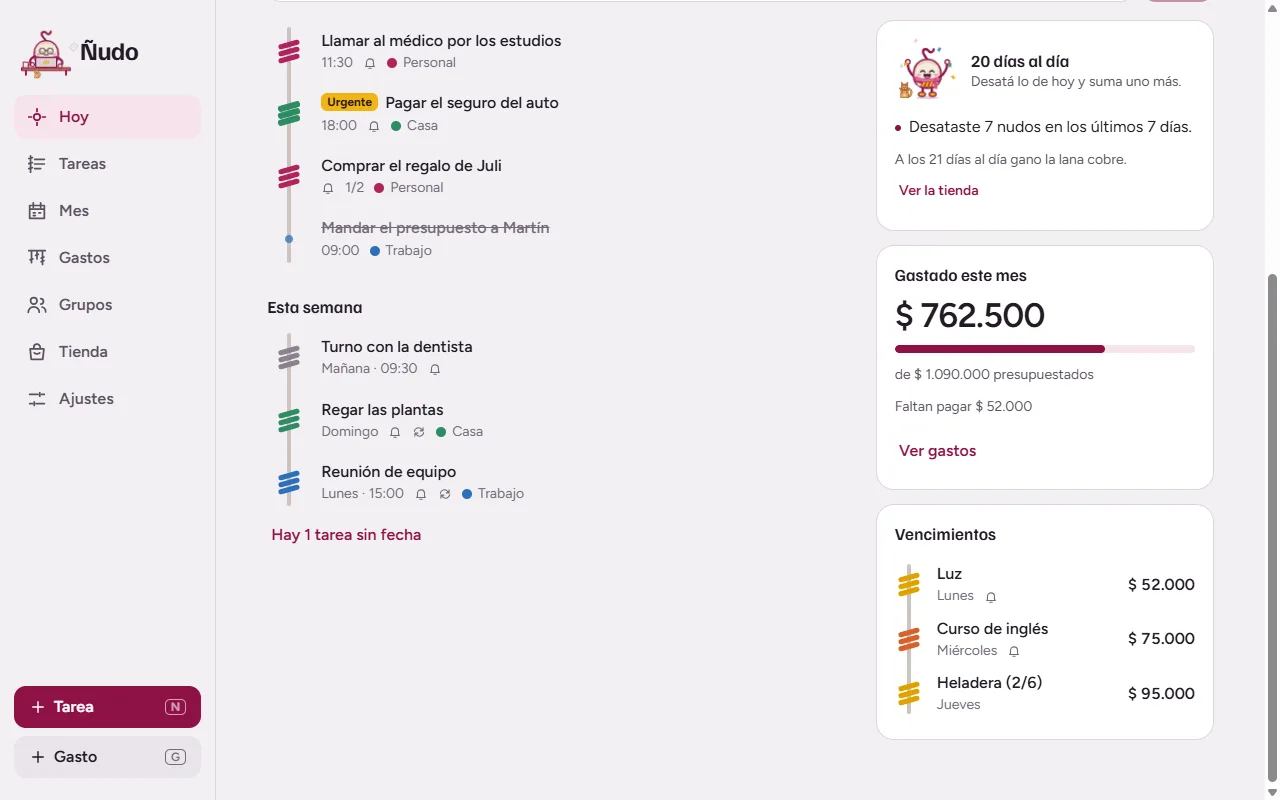 Ñudo
Hoy
Tareas
Mes
Gastos
Grupos
Tienda
Ajustes
+ Tarea N
+ Gasto G
Llamar al médico por los estudios
11:30 Personal
Urgente Pagar el seguro del auto
18:00 Casa
Comprar el regalo de Juli
1/2 Personal
Mandar el presupuesto a Martín
09:00 Trabajo
Esta semana
Turno con la dentista
Mañana · 09:30
Regar las plantas
Domingo Casa
Reunión de equipo
Lunes · 15:00 Trabajo
Hay 1 tarea sin fecha
20 días al día
Desatá lo de hoy y suma uno más.
• Desataste 7 nudos en los últimos 7 días.
A los 21 días al día gano la lana cobre.
Ver la tienda
Gastado este mes
$ 762.500
de $ 1.090.000 presupuestados
Faltan pagar $ 52.000
Ver gastos
Vencimientos
Luz
Lunes
$ 52.000
Curso de inglés
Miércoles
$ 75.000
Heladera (2/6)
Jueves
$ 95.000